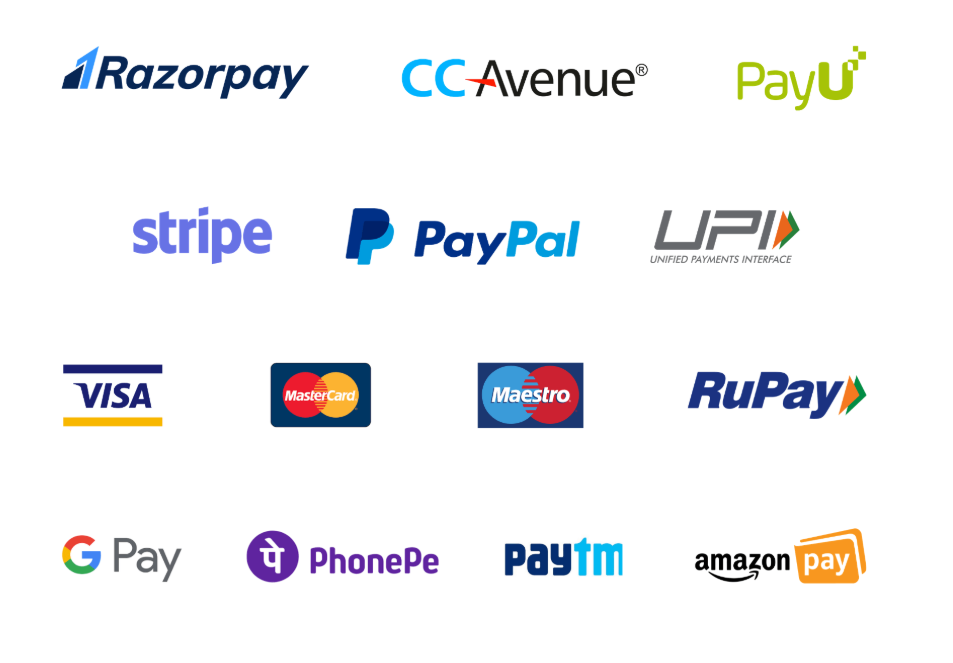 Razorpay
CCAvenue®
PayU
stripe
P PayPal
UPI
UNIFIED PAYMENTS INTERFACE
VISA
MasterCard
Maestro
RuPay
G Pay
पे PhonePe
paytm
amazon pay